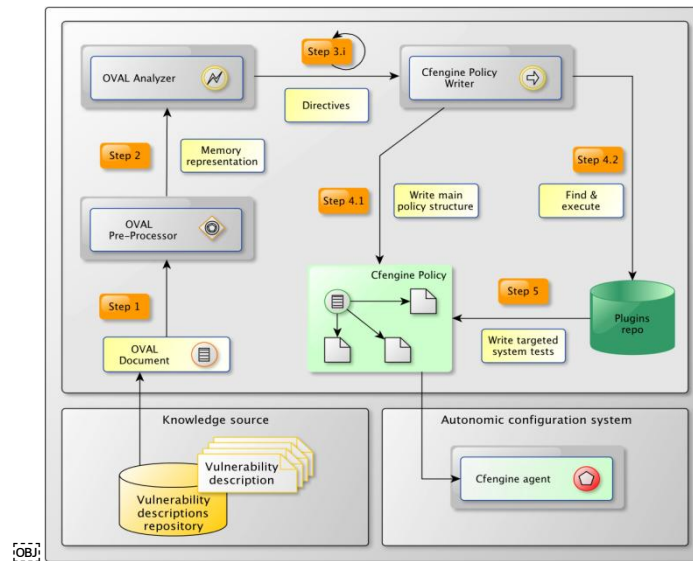 Step 3.i
OVAL Analyzer
Cfengine Policy
Writer
Directives
Step 2
Memory
representation
Step 4.2
Step 4.1
Write main
policy structure
Find &
execute
OVAL
Pre-Processor
Cfengine Policy
Step 1
Step 5
Plugins
repo
OVAL
Document
Write targeted
system tests
Knowledge source
Autonomic configuration system
Vulnerability
description
Vulnerability
descriptions
repository
Cfengine agent
OBJ